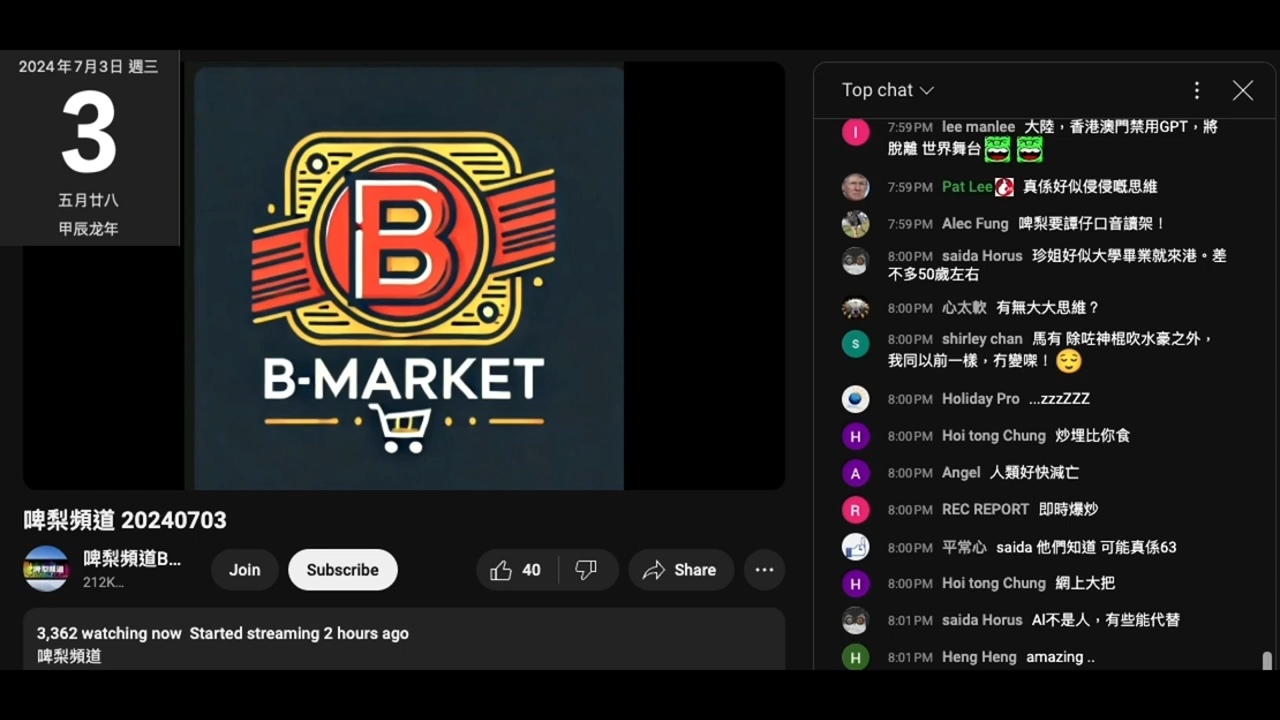 2024年7月3日 週三
3
五月廿八
甲辰龙年
B
B-MARKET
啤梨頻道 20240703
啤梨頻道B...
212K...
Join
Subscribe
40
Share
3,362 watching now Started streaming 2 hours ago
啤梨頻道
Top chat
I 7:59 PM lee manlee 大陸，香港澳門禁用GPT，將
脫離 世界舞台
7:59 PM Pat Lee 真係好似侵侵嘅思維
7:59 PM Alec Fung 啤梨要譚仔口音讀架！
8:00 PM saida Horus 珍姐好似大學畢業就來港。差
不多50歲左右
8:00 PM 心太軟 有無大大思維？
S 8:00 PM shirley chan 馬有 除咗神棍吹水豪之外，
我同以前一樣，冇變㗎！
8:00 PM Holiday Pro ...zzzZZZ
H 8:00 PM Hoi tong Chung 炒埋比你食
A 8:00 PM Angel 人類好快滅亡
R 8:00 PM REC REPORT 即時爆炒
8:00 PM 平常心 saida 他們知道 可能真係63
H 8:00 PM Hoi tong Chung 網上大把
8:01 PM saida Horus AI不是人，有些能代替
H 8:01 PM Heng Heng amazing ..